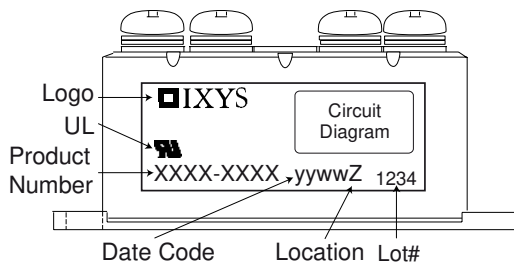 Logo
IXYS
UL
Circuit
Diagram
Product
Number
XXXX-XXXX yywwZ 1234
Date Code
Location
Lot#